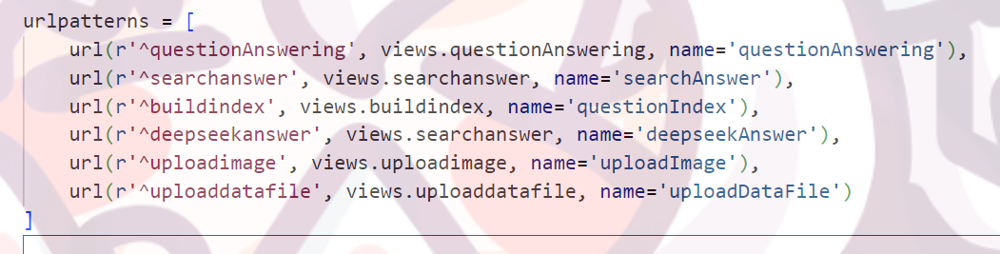 urlpatterns = [
    url(r'^questionAnswering', views.questionAnswering, name='questionAnswering'),
    url(r'^searchanswer', views.searchanswer, name='searchAnswer'),
    url(r'^buildindex', views.buildindex, name='questionIndex'),
    url(r'^deepseekanswer', views.searchanswer, name='deepseekAnswer'),
    url(r'^uploadimage', views.uploadimage, name='uploadImage'),
    url(r'^uploaddatafile', views.uploaddatafile, name='uploadDataFile')
]